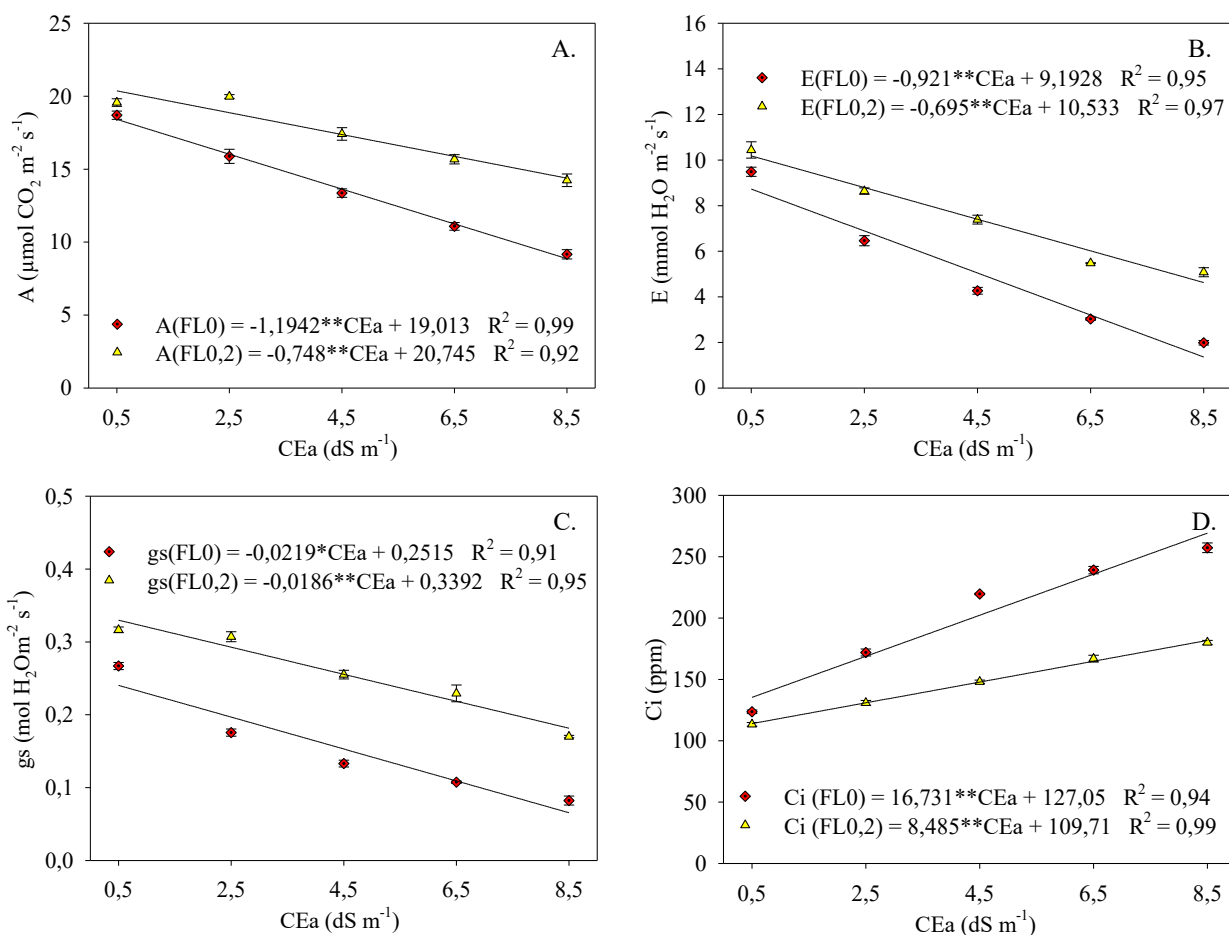 A.
25
20
15
10
5
0
A (µmol CO₂ m⁻² s⁻¹)
A(FL0) = -1,1942**CEa + 19,013 R² = 0,99
A(FL0,2) = -0,748**CEa + 20,745 R² = 0,92
0,5 2,5 4,5 6,5 8,5
CEa (dS m⁻¹)
B.
16
14
12
10
8
6
4
2
0
E (mmol H₂O m⁻² s⁻¹)
E(FL0) = -0,921**CEa + 9,1928 R² = 0,95
E(FL0,2) = -0,695**CEa + 10,533 R² = 0,97
0,5 2,5 4,5 6,5 8,5
CEa (dS m⁻¹)
C.
0,5
0,4
0,3
0,2
0,1
0,0
gs (mol H₂Om⁻² s⁻¹)
gs(FL0) = -0,0219*CEa + 0,2515 R² = 0,91
gs(FL0,2) = -0,0186**CEa + 0,3392 R² = 0,95
0,5 2,5 4,5 6,5 8,5
CEa (dS m⁻¹)
D.
300
250
200
150
100
50
0
Ci (ppm)
Ci (FL0) = 16,731**CEa + 127,05 R² = 0,94
Ci (FL0,2) = 8,485**CEa + 109,71 R² = 0,99
0,5 2,5 4,5 6,5 8,5
CEa (dS m⁻¹)